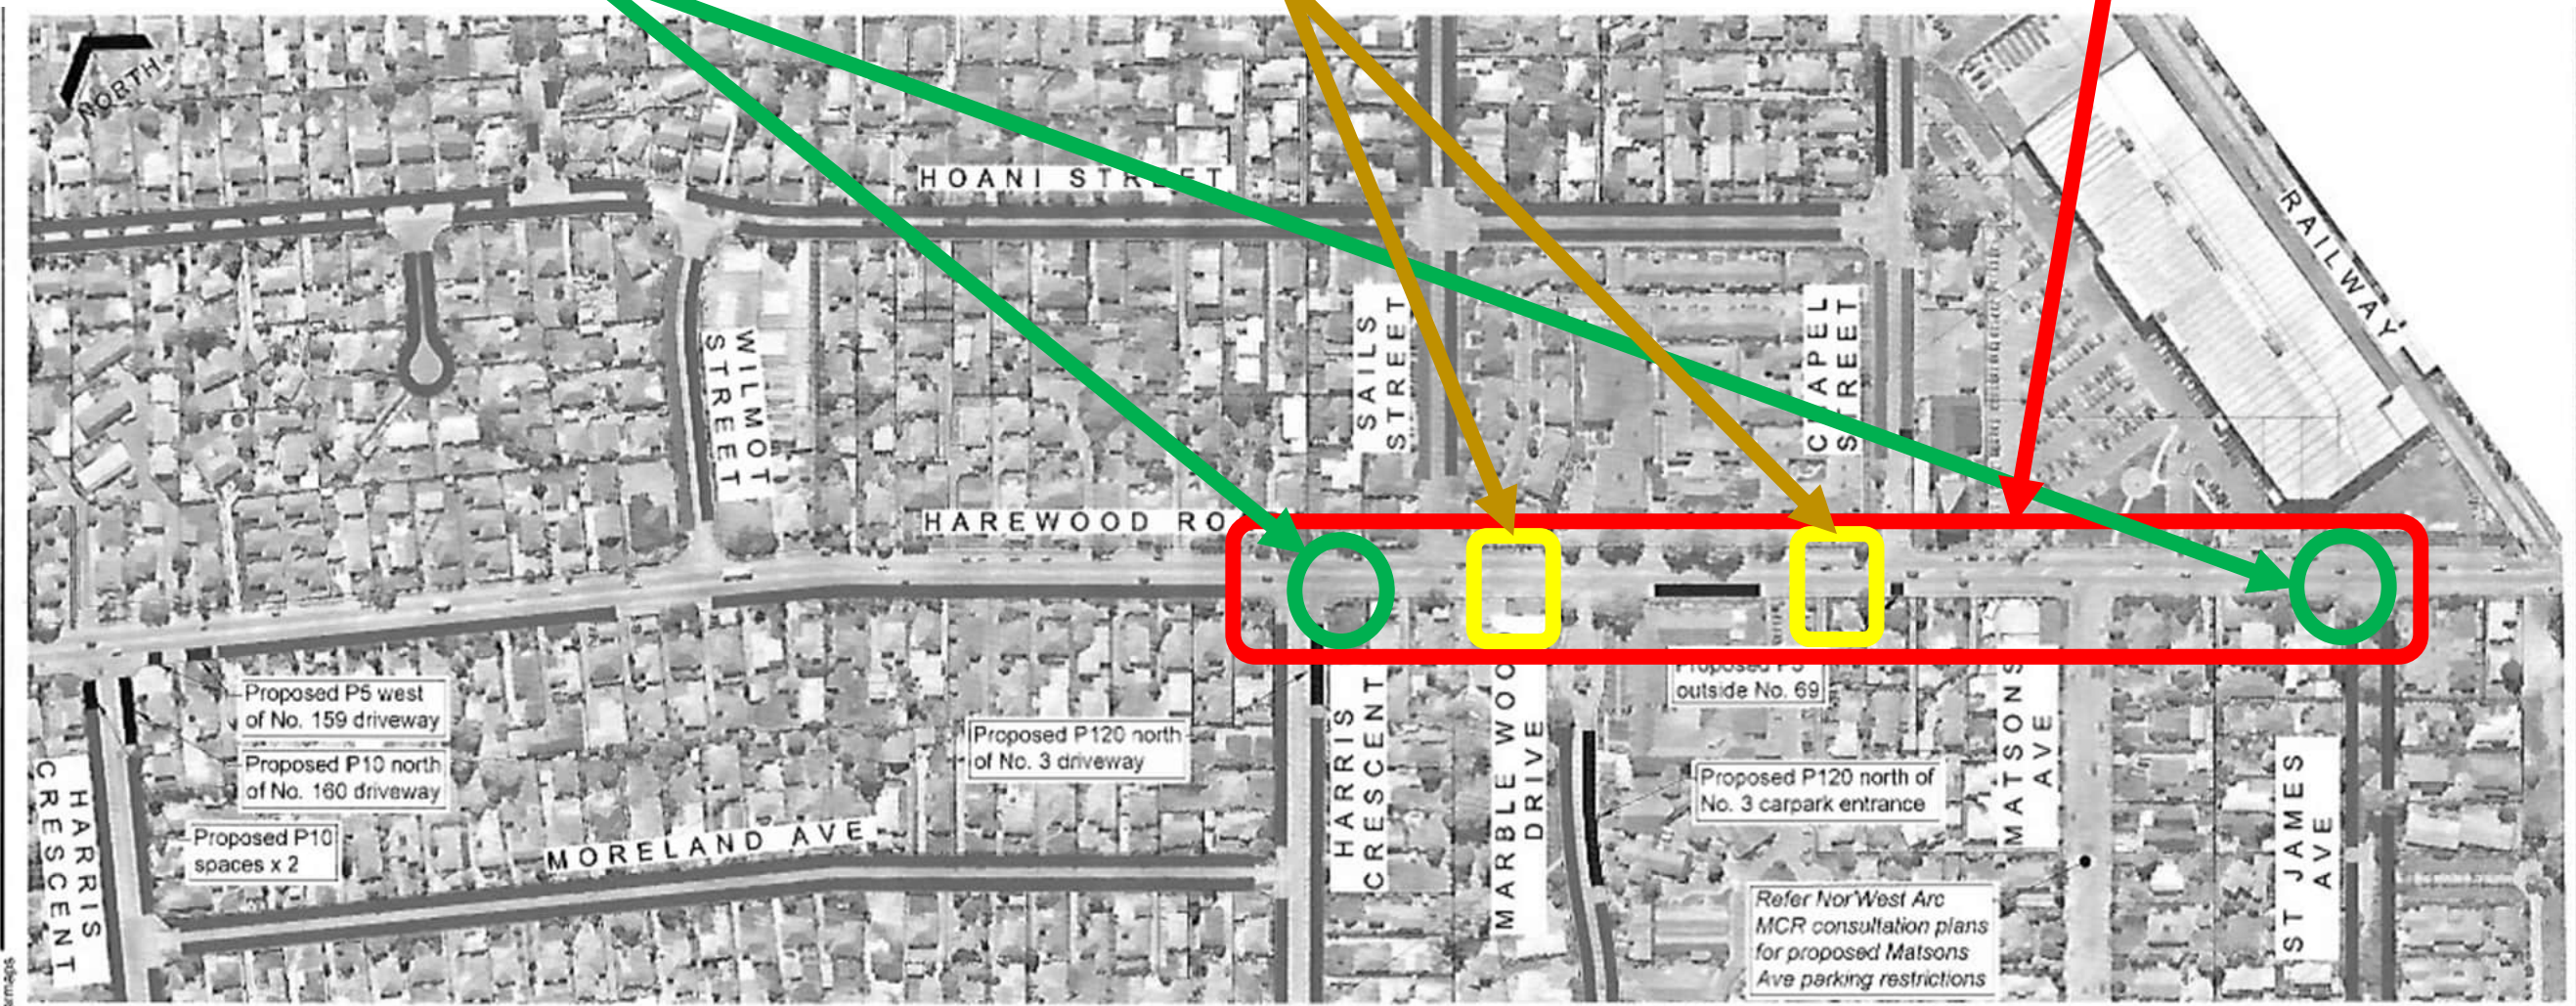 NORTH
HOANI STREET
RAILWAY
WILMOT
STREET
SAILS
STREET
CHAPEL
STREET
HAREWOOD RO
Proposed P5 west
of No. 159 driveway
Proposed P10 north
of No. 160 driveway
Proposed P10
spaces x 2
HARRIS
CRESCENT
MORELAND AVE
Proposed P120 north
of No. 3 driveway
HARRIS
CRESCENT
MARBLE WOO
DRIVE
Proposed P5
outside No. 69
Proposed P120 north of
No. 3 carpark entrance
MATSONS
AVE
ST JAMES
AVE
Refer Nor'West Arc
MCR consultation plans
for proposed Matsons
Ave parking restrictions